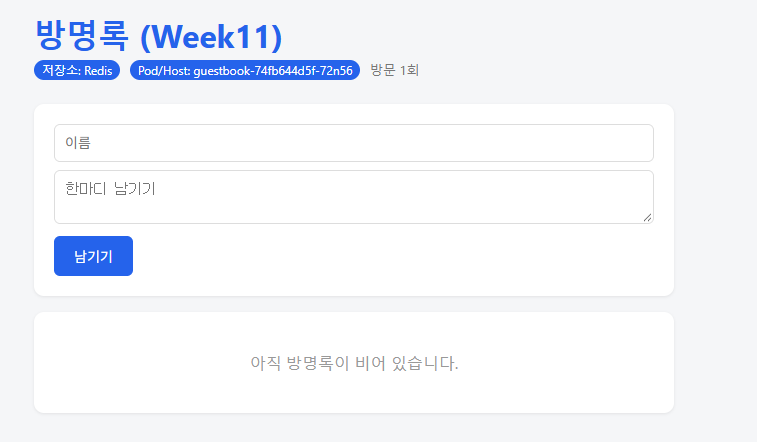 방명록 (Week11)
저장소: Redis Pod/Host: guestbook-74fb644d5f-72n56 방문 1회
이름
한마디 남기기
남기기
아직 방명록이 비어 있습니다.